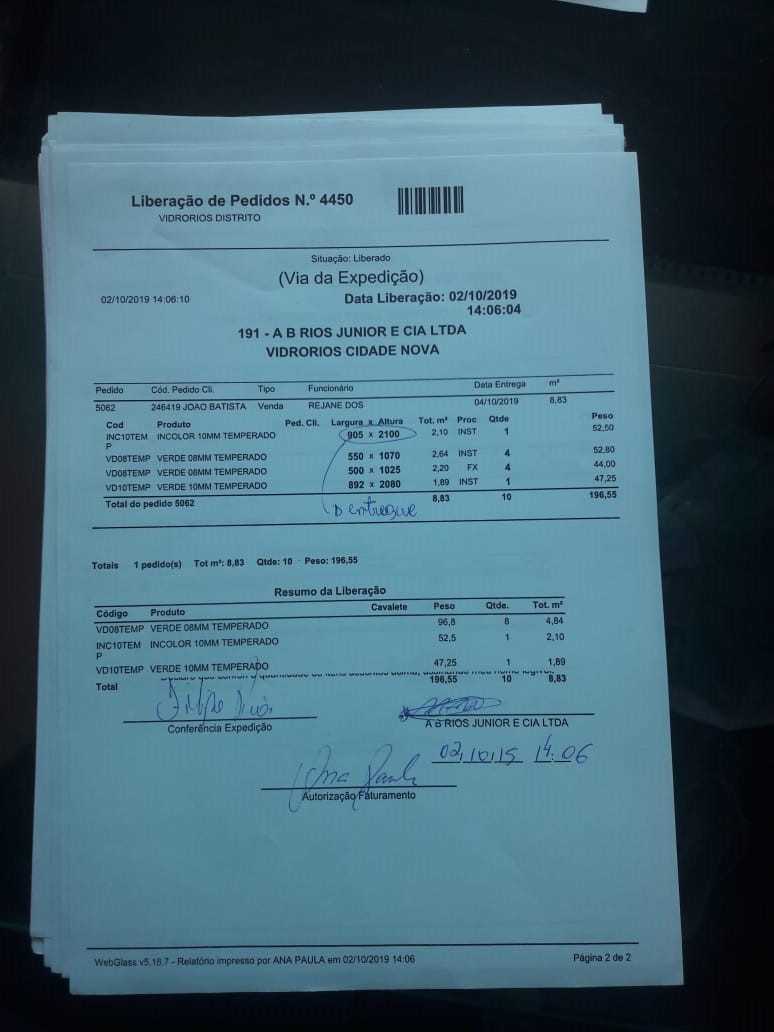 Liberação de Pedidos N.º 4450
VIDRORIOS DISTRITO
Situação: Liberado
(Via da Expedição)
02/10/2019 14:06:10
Data Liberação: 02/10/2019
14:06:04
191 - A B RIOS JUNIOR E CIA LTDA
VIDRORIOS CIDADE NOVA
Pedido Cód. Pedido Cli. Tipo Funcionário Data Entrega m²
5062 246419 JOAO BATISTA Venda REJANE DOS 04/10/2019 8,83
Cod Produto Ped. Cli. Largura x Altura Tot. m² Proc Qtde Peso
INC10TEM INCOLOR 10MM TEMPERADO 905 x 2100 2,10 INST 1 52,50
P
VD08TEMP VERDE 08MM TEMPERADO 550 x 1070 2,64 INST 4 52,80
VD08TEMP VERDE 08MM TEMPERADO 500 x 1025 2,20 FX 4 44,00
VD10TEMP VERDE 10MM TEMPERADO 892 x 2080 1,89 INST 1 47,25
Total do pedido 5062 8,83 10 196,55
entregue
Totais 1 pedido(s) Tot m²: 8,83 Qtde: 10 Peso: 196,55
Resumo da Liberação
Código Produto Cavalete Peso Qtde. Tot. m²
VD08TEMP VERDE 08MM TEMPERADO 96,8 8 4,84
INC10TEM INCOLOR 10MM TEMPERADO 52,5 1 2,10
P
VD10TEMP VERDE 10MM TEMPERADO 47,25 1 1,89
Total 196,55 10 8,83
Conferência Expedição
A B RIOS JUNIOR E CIA LTDA
02,10,19 14:06
Ana Paula
Autorização Faturamento
WebGlass v5.18.7 - Relatório impresso por ANA PAULA em 02/10/2019 14:06
Página 2 de 2